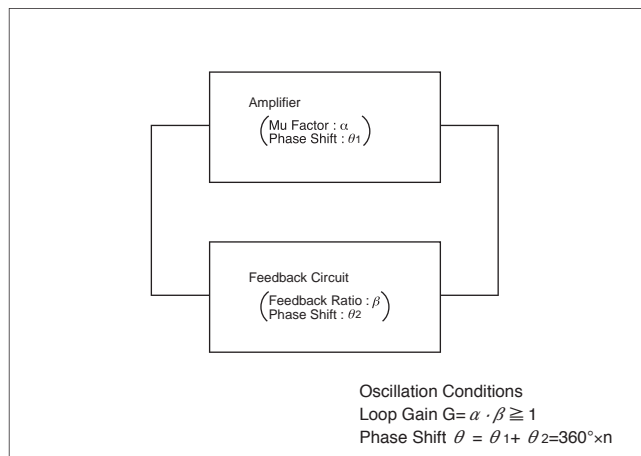 Amplifier
(Mu Factor : α
Phase Shift : θ1)
Feedback Circuit
(Feedback Ratio : β
Phase Shift : θ2)
Oscillation Conditions
Loop Gain G= α · β ≧ 1
Phase Shift θ = θ1+ θ2=360°×n